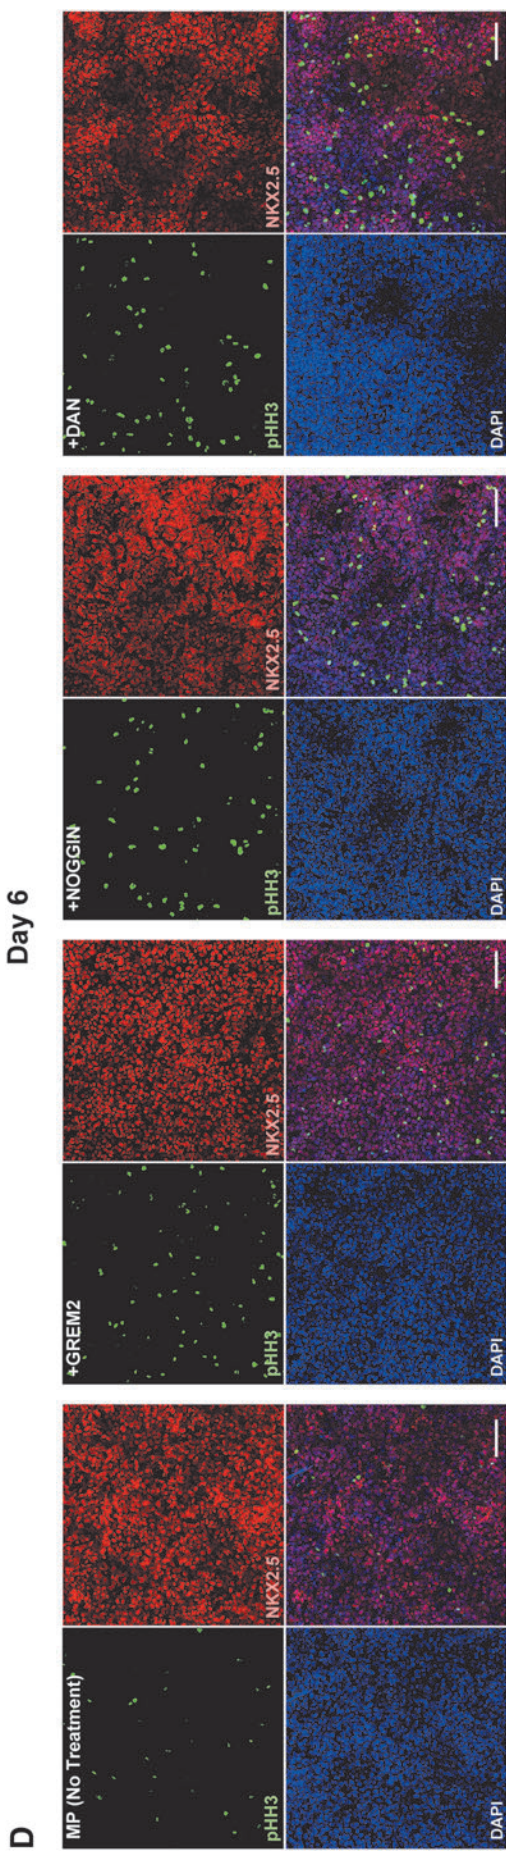 D
Day 6
MP (No Treatment)
pHH3
NKX2.5
DAPI
+GREM2
pHH3
NKX2.5
DAPI
+NOGGIN
pHH3
NKX2.5
DAPI
+DAN
pHH3
NKX2.5
DAPI